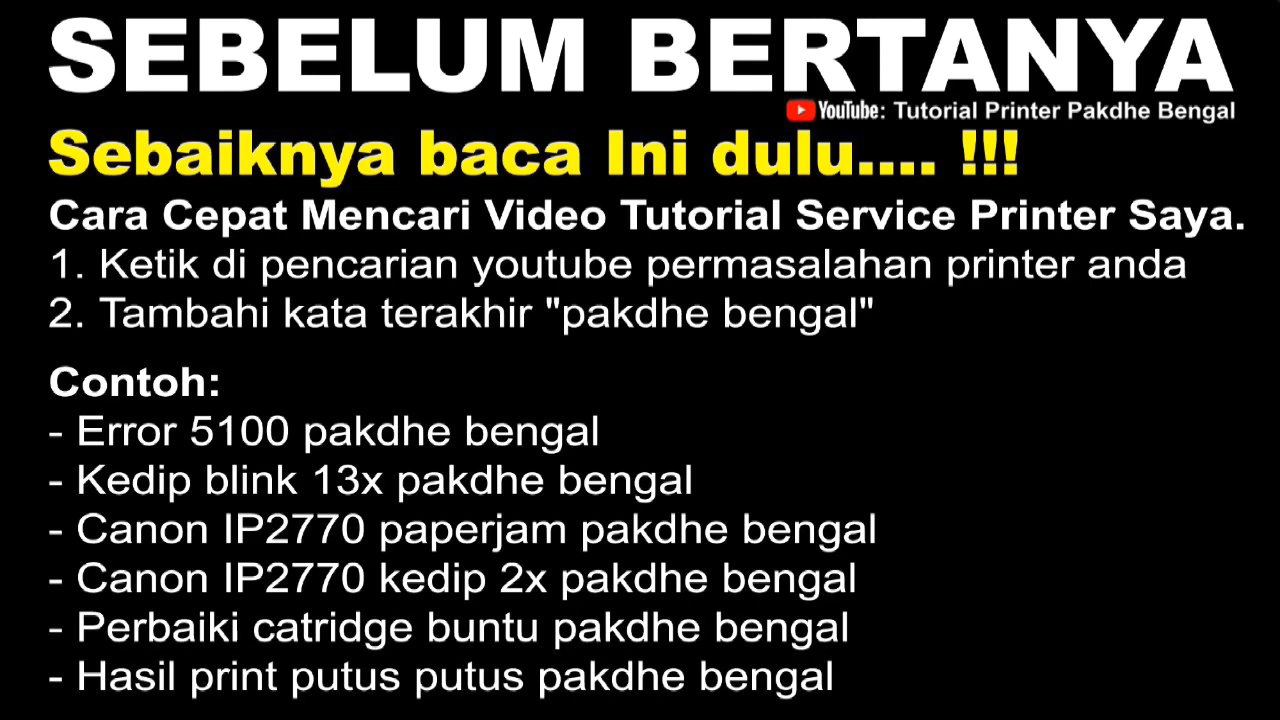 SEBELUM BERTANYA
YouTube: Tutorial Printer Pakdhe Bengal
Sebaiknya baca Ini dulu.... !!!
Cara Cepat Mencari Video Tutorial Service Printer Saya.
1. Ketik di pencarian youtube permasalahan printer anda
2. Tambahi kata terakhir "pakdhe bengal"
Contoh:
- Error 5100 pakdhe bengal
- Kedip blink 13x pakdhe bengal
- Canon IP2770 paperjam pakdhe bengal
- Canon IP2770 kedip 2x pakdhe bengal
- Perbaiki catridge buntu pakdhe bengal
- Hasil print putus putus pakdhe bengal